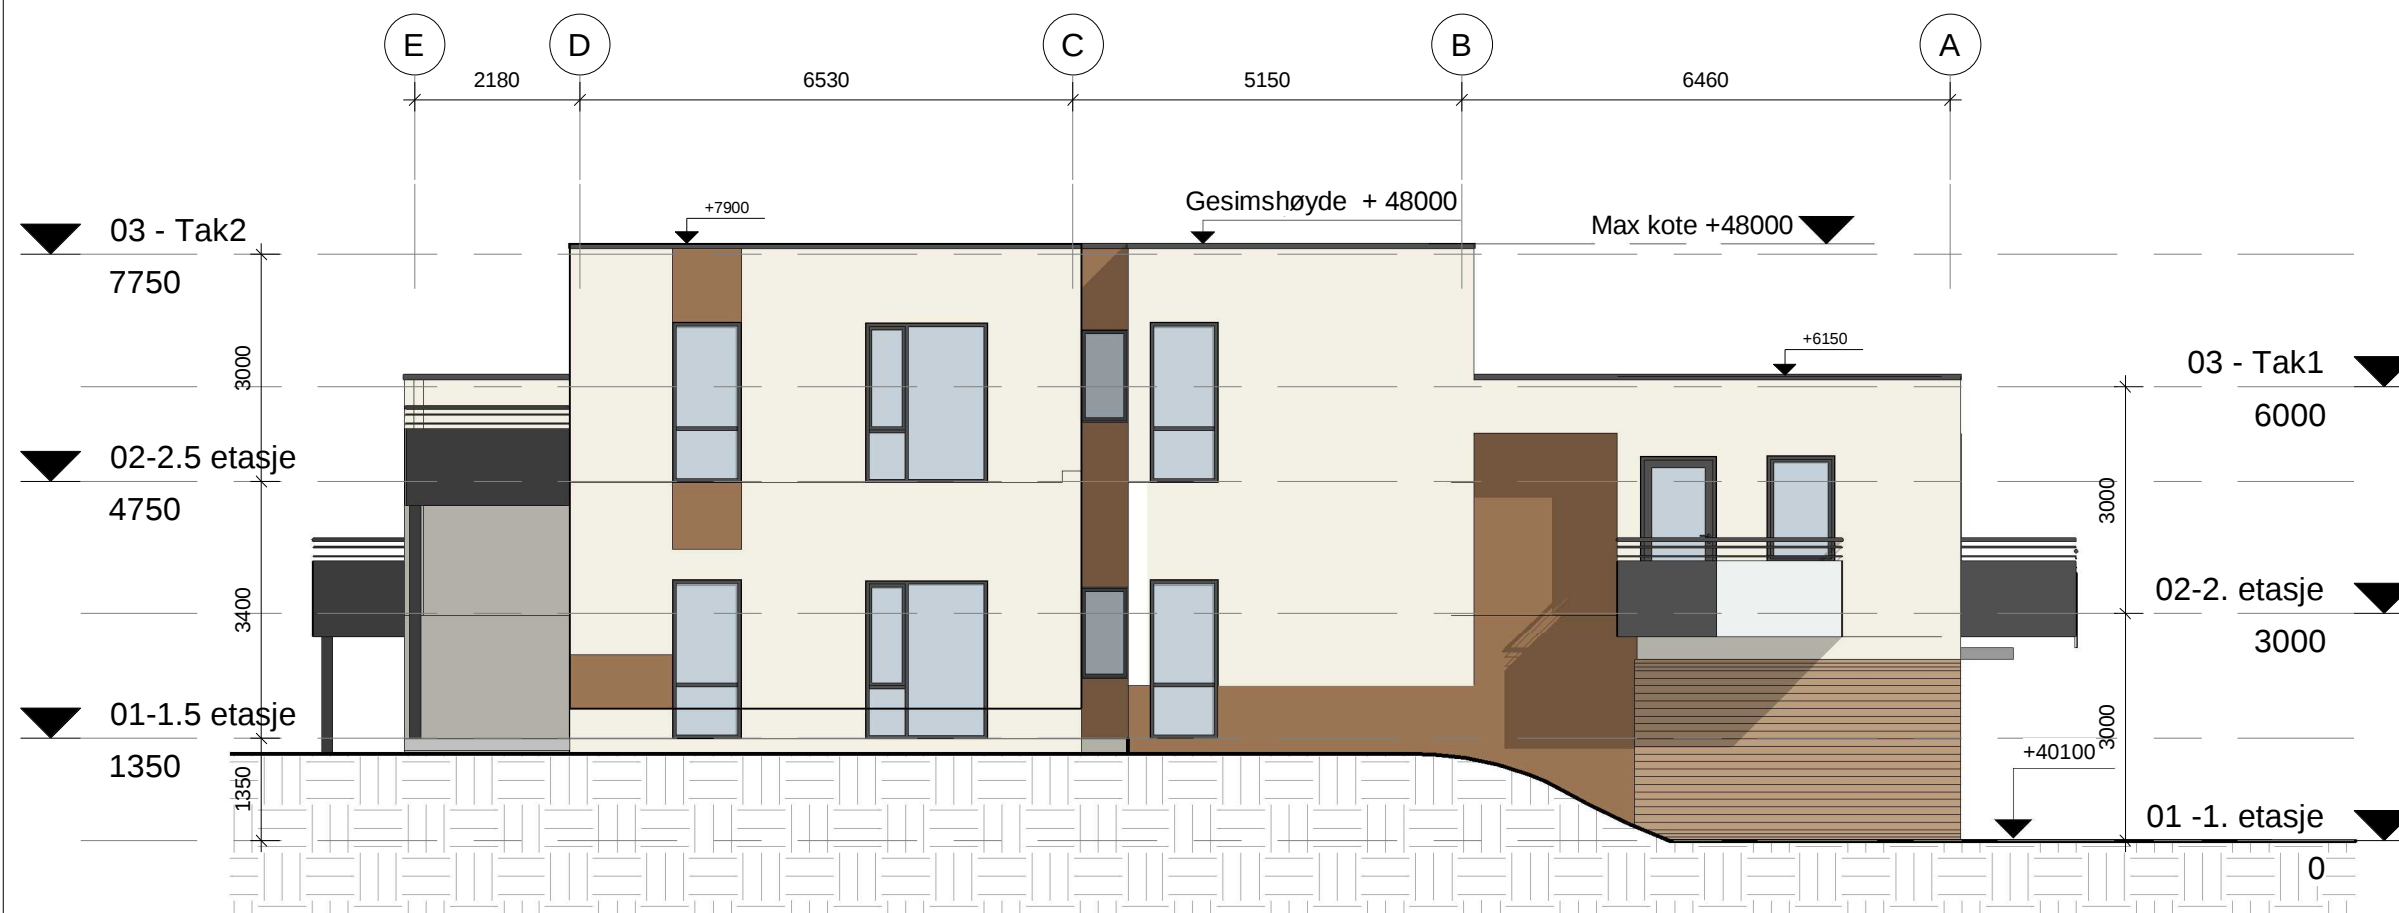 E D C B A
2180 6530 5150 6460
+7900
Gesimshøyde + 48000
Max kote +48000
03 - Tak2
7750
+6150
03 - Tak1
6000
3000
02-2.5 etasje
4750
3000
02-2. etasje
3000
3400
01-1.5 etasje
1350
3000
+40100
1350
01 -1. etasje
0